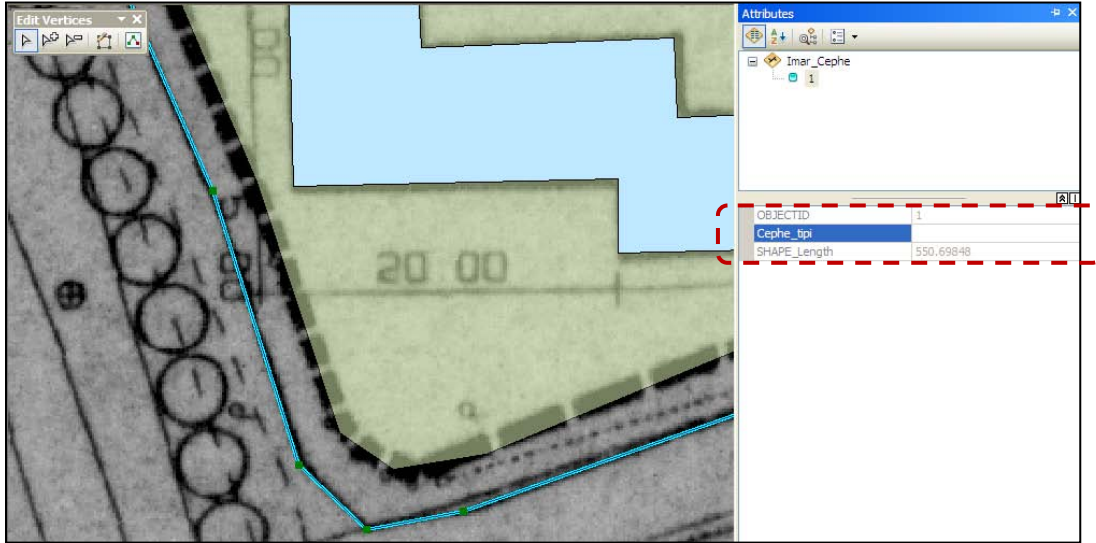 Edit Vertices
Attributes
Imar_Cephe
1
OBJECTID 1
Cephe_tipi
SHAPE_Length 550.69848
20 00